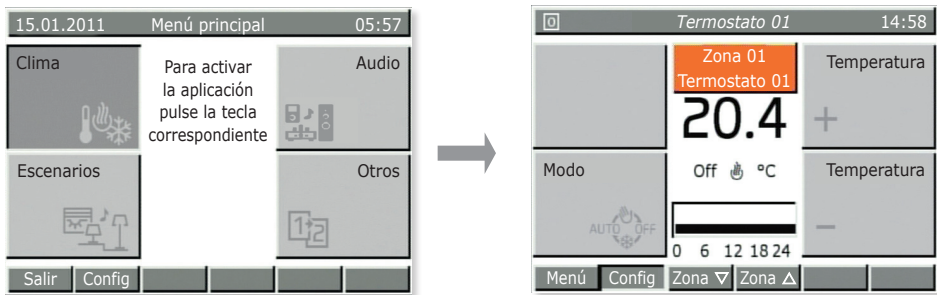 15.01.2011 Menú principal 05:57
Clima
Para activar
la aplicación
pulse la tecla
correspondiente
Audio
Escenarios
Otros
1 2
Salir Config
0 Termostato 01 14:58
Zona 01
Termostato 01
20.4
Off °C
0 6 12 18 24
Temperatura
+
Modo
AUTO OFF
Temperatura
−
Menú Config Zona ▽ Zona △